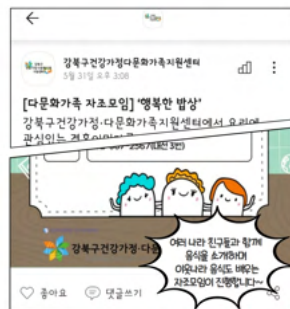 강북구건강가정다문화가족지원센터
5월 31일 오후 3:08
[다문화가족 자조모임] '행복한 밥상'
강북구건강가정·다문화가족지원센터에서 요리에
관심있는
강북구건강가정·다문
여러 나라 친구들과 함께
음식을 소개하며
이웃나라 음식도 배우는
자조모임이 진행합니다~
좋아요
댓글쓰기